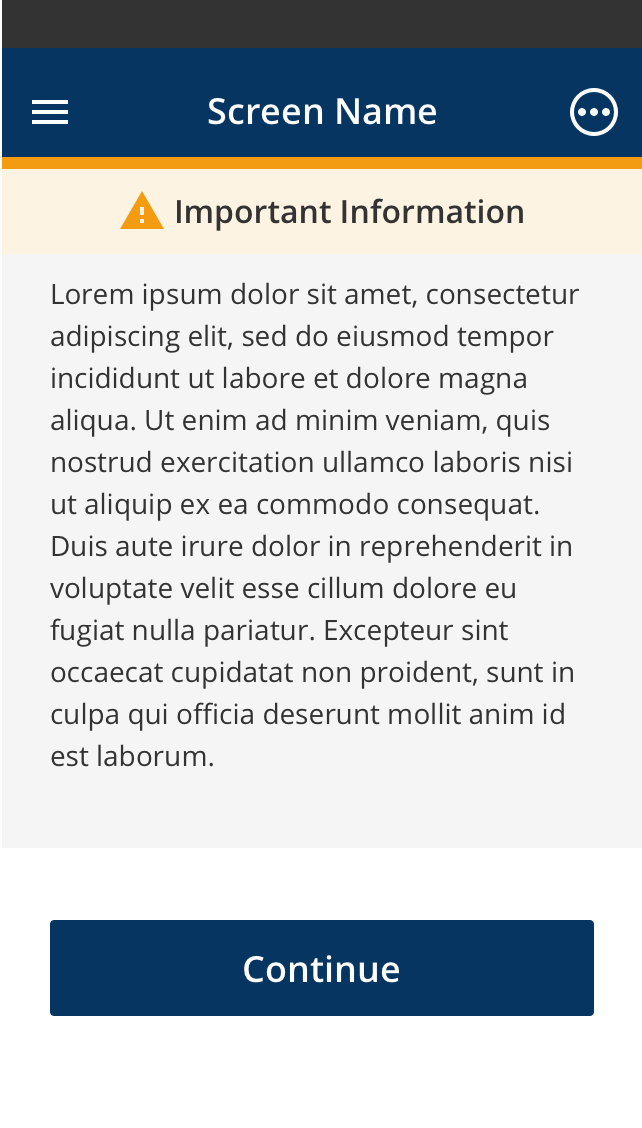 Screen Name
Important Information
Lorem ipsum dolor sit amet, consectetur
adipiscing elit, sed do eiusmod tempor
incididunt ut labore et dolore magna
aliqua. Ut enim ad minim veniam, quis
nostrud exercitation ullamco laboris nisi
ut aliquip ex ea commodo consequat.
Duis aute irure dolor in reprehenderit in
voluptate velit esse cillum dolore eu
fugiat nulla pariatur. Excepteur sint
occaecat cupidatat non proident, sunt in
culpa qui officia deserunt mollit anim id
est laborum.
Continue